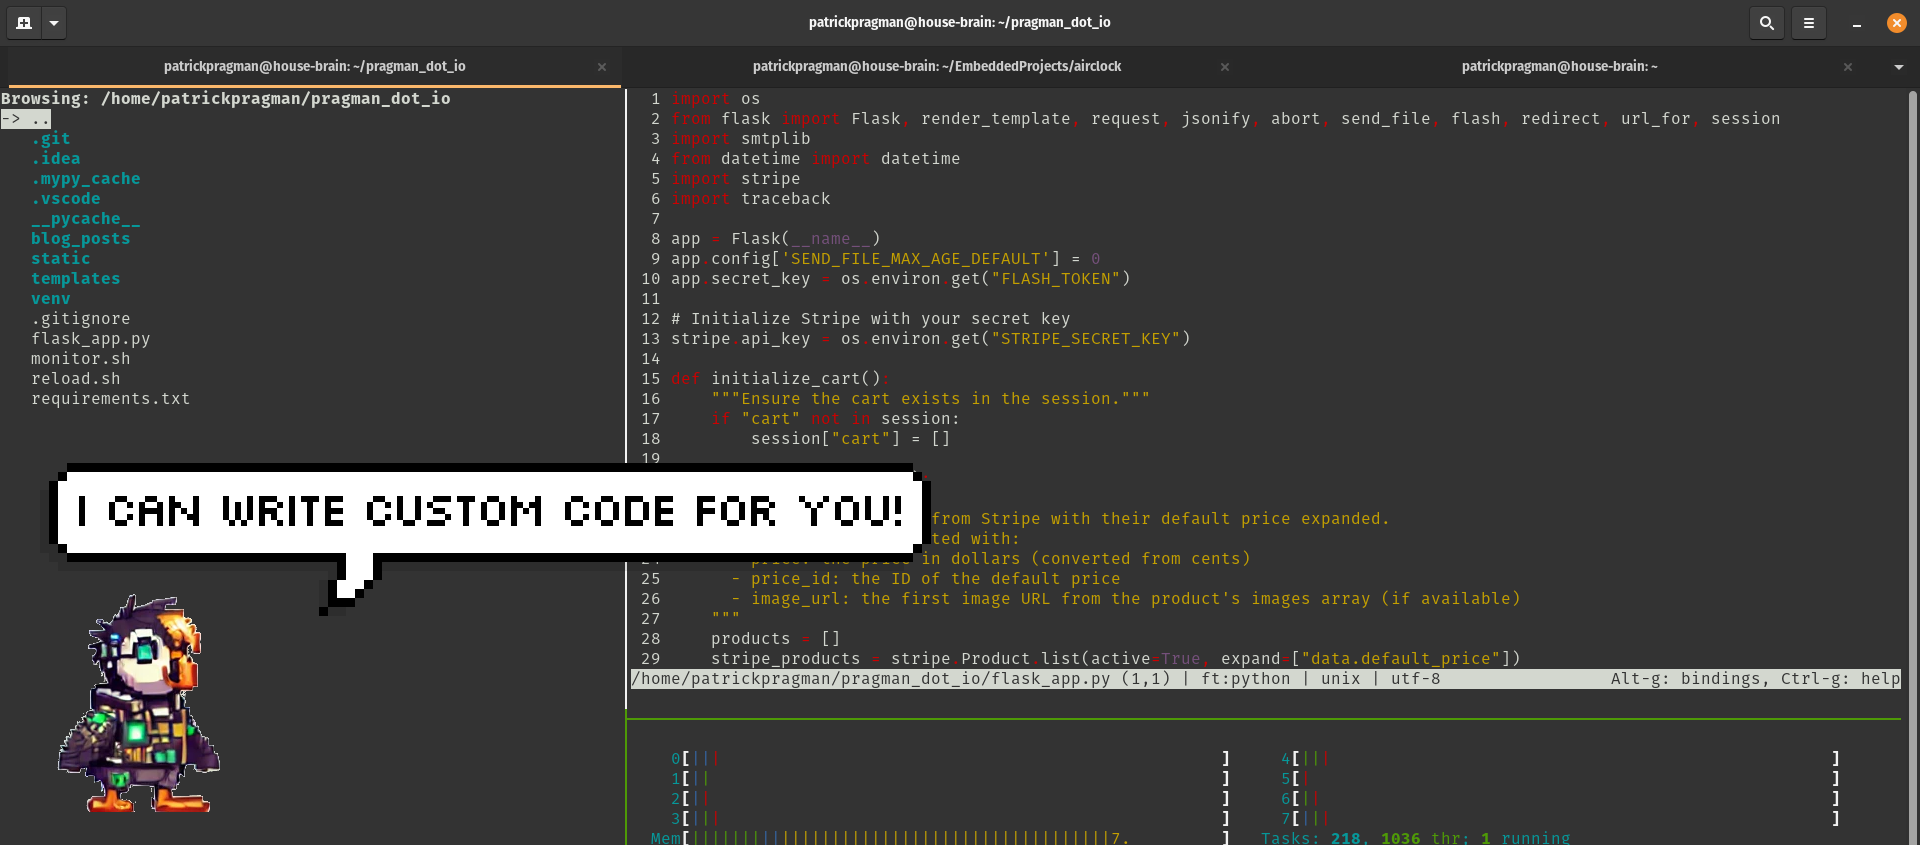 patrickpragman@house-brain: ~/pragman_dot_io
patrickpragman@house-brain: ~/pragman_dot_io
patrickpragman@house-brain: ~/EmbeddedProjects/airclock
patrickpragman@house-brain: ~
Browsing: /home/patrickpragman/pragman_dot_io
-> ..
.git
.idea
.mypy_cache
.vscode
__pycache__
blog_posts
static
templates
venv
.gitignore
flask_app.py
monitor.sh
reload.sh
requirements.txt
1 import os
2 from flask import Flask, render_template, request, jsonify, abort, send_file, flash, redirect, url_for, session
3 import smtplib
4 from datetime import datetime
5 import stripe
6 import traceback
7
8 app = Flask(__name__)
9 app.config['SEND_FILE_MAX_AGE_DEFAULT'] = 0
10 app.secret_key = os.environ.get("FLASH_TOKEN")
11
12 # Initialize Stripe with your secret key
13 stripe.api_key = os.environ.get("STRIPE_SECRET_KEY")
14
15 def initialize_cart():
16 """Ensure the cart exists in the session."""
17 if "cart" not in session:
18 session["cart"] = []
19
I CAN WRITE CUSTOM CODE FOR YOU!
from Stripe with their default price expanded.
ted with:
in dollars (converted from cents)
25 - price_id: the ID of the default price
26 - image_url: the first image URL from the product's images array (if available)
27 """
28 products = []
29 stripe_products = stripe.Product.list(active=True, expand=["data.default_price"])
/home/patrickpragman/pragman_dot_io/flask_app.py (1,1) | ft:python | unix | utf-8 Alt-g: bindings, Ctrl-g: help
0[||| ] 4[||| ]
1[|| ] 5[| ]
2[|| ] 6[|| ]
3[||| ] 7[||| ]
Mem[ 7. ] Tasks: 218, 1036 thr; 1 running